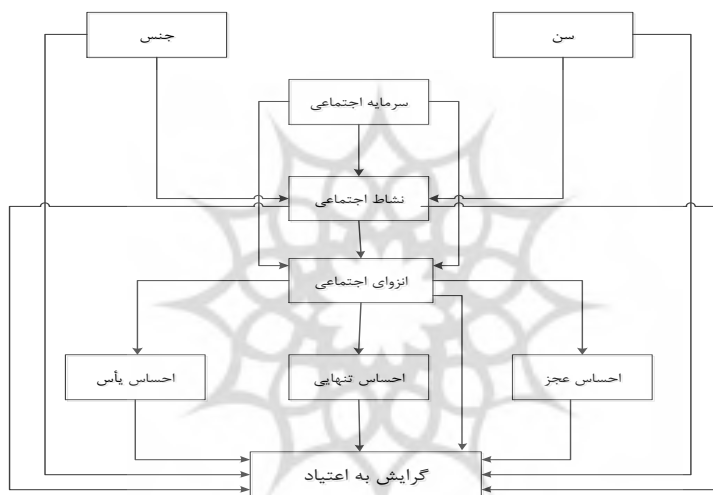 سن
جنس
سرمایه اجتماعی
نشاط اجتماعی
انزوای اجتماعی
احساس عجز
احساس تنهایی
احساس یأس
گرایش به اعتیاد